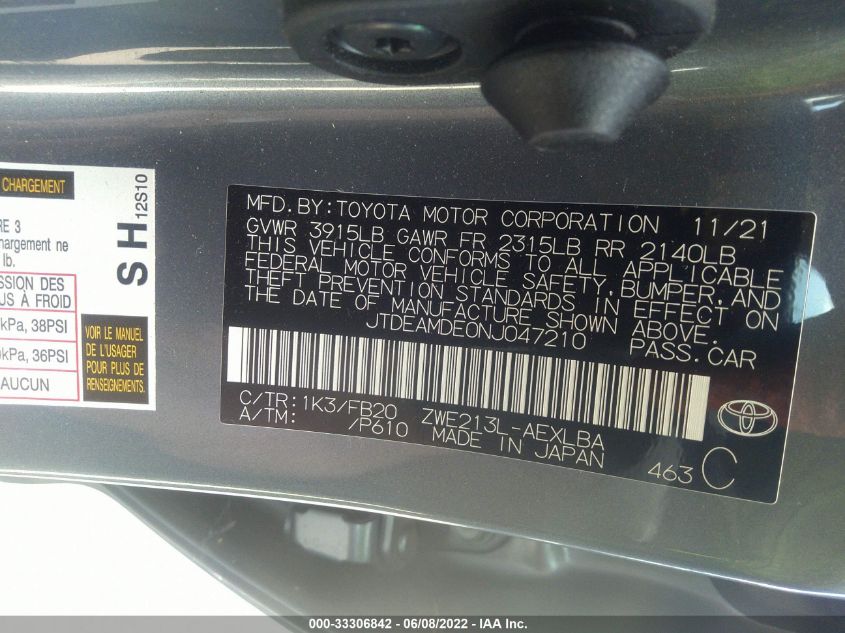 CHARGEMENT
RE 3
hargement ne
lb.
SSION DES
US À FROID
kPa, 38PSI
kPa, 36PSI
AUCUN
SH
12S10
VOIR LE MANUEL
DE L'USAGER
POUR PLUS DE
RENSEIGNEMENTS
MFD.BY:TOYOTA MOTOR CORPORATION 11/21
GVWR 3915LB GAWR FR 2315LB RR 2140LB
THIS VEHICLE CONFORMS TO ALL APPLICABLE
FEDERAL MOTOR VEHICLE SAFETY, BUMPER, AND
THEFT PREVENTION STANDARDS IN EFFECT ON
THE DATE OF MANUFACTURE SHOWN ABOVE.
JTDEAMDE0NJ047210 PASS.CAR
C/TR:1K3/FB20 ZWE213L-AEXLBA
A/TM: /P610 MADE IN JAPAN
463 C
TOYOTA
000-33306842 - 06/08/2022 - IAA Inc.